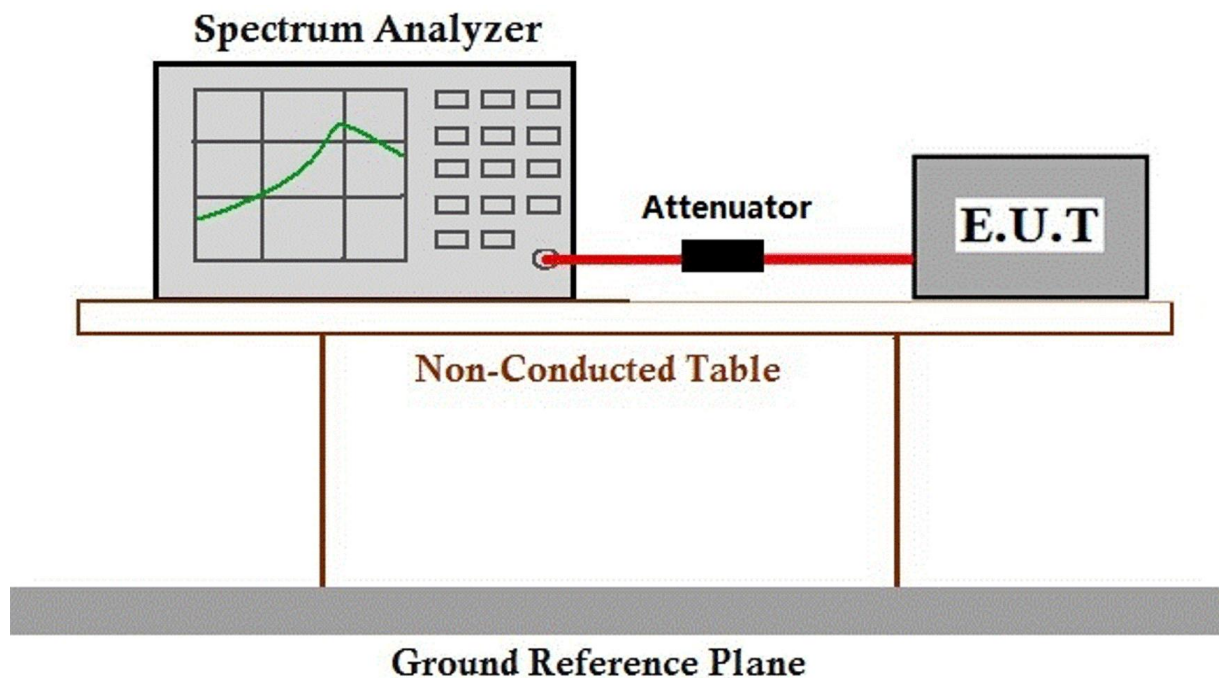 Spectrum Analyzer
Attenuator
E.U.T
Non-Conducted Table
Ground Reference Plane